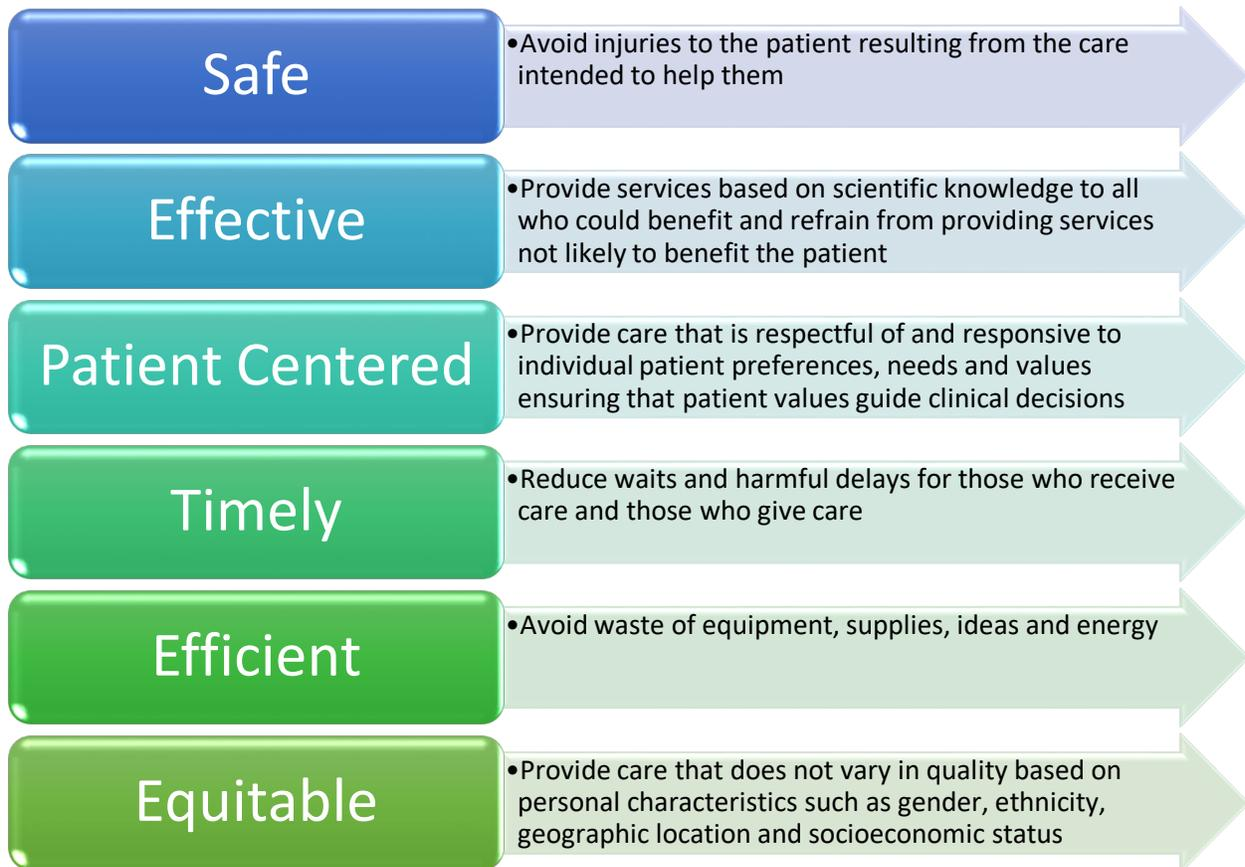 Safe
•Avoid injuries to the patient resulting from the care
intended to help them
Effective
•Provide services based on scientific knowledge to all
who could benefit and refrain from providing services
not likely to benefit the patient
Patient Centered
•Provide care that is respectful of and responsive to
individual patient preferences, needs and values
ensuring that patient values guide clinical decisions
Timely
•Reduce waits and harmful delays for those who receive
care and those who give care
Efficient
•Avoid waste of equipment, supplies, ideas and energy
Equitable
•Provide care that does not vary in quality based on
personal characteristics such as gender, ethnicity,
geographic location and socioeconomic status